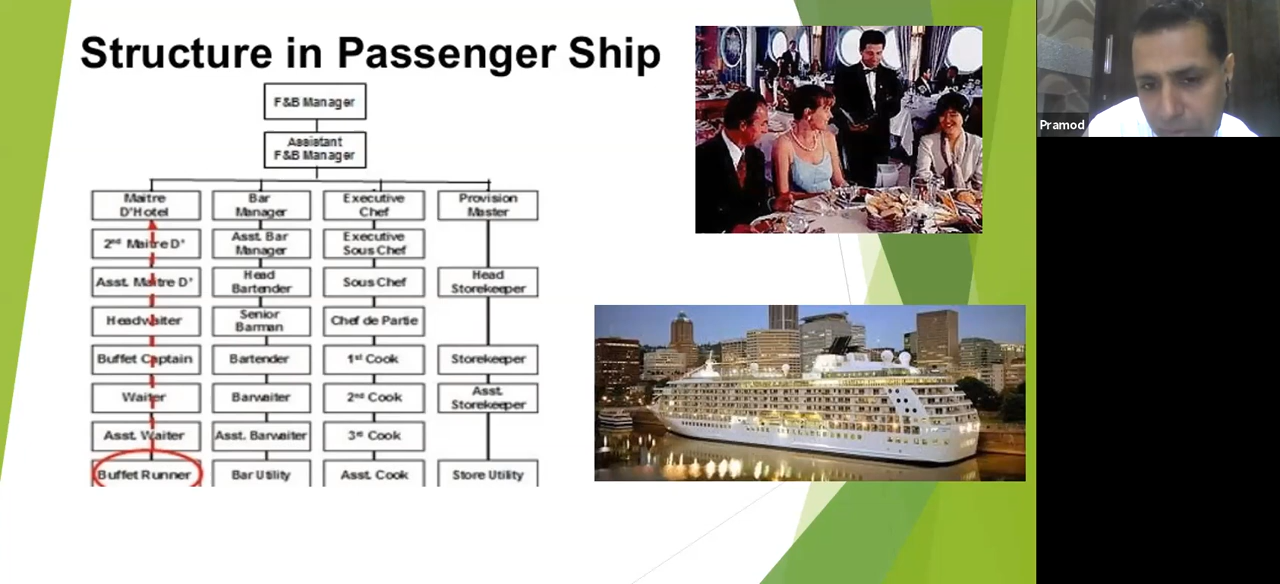 Structure in Passenger Ship
F&B Manager
Assistant
F&B Manager
Maitre
D'Hotel
Bar
Manager
Executive
Chef
Provision
Master
2nd Maitre D'
Asst. Bar
Manager
Executive
Sous Chef
Asst. Maitre D'
Head
Bartender
Sous Chef
Head
Storekeeper
Headwaiter
Senior
Barman
Chef de Partie
Buffet Captain
Bartender
1st Cook
Storekeeper
Waiter
Barwaiter
2nd Cook
Asst.
Storekeeper
Asst. Waiter
Asst. Barwaiter
3rd Cook
Buffet Runner
Bar Utility
Asst. Cook
Store Utility
Pramod